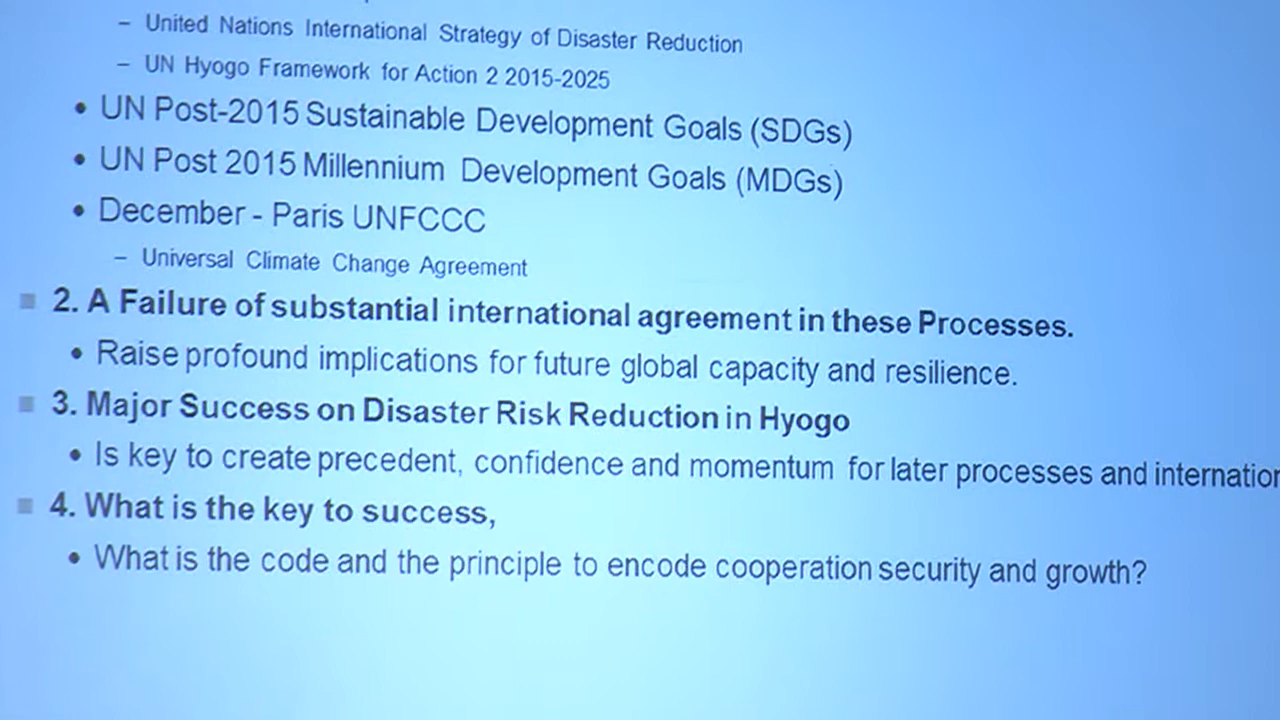 – United Nations International Strategy of Disaster Reduction
– UN Hyogo Framework for Action 2 2015-2025
• UN Post-2015 Sustainable Development Goals (SDGs)
• UN Post 2015 Millennium Development Goals (MDGs)
• December - Paris UNFCCC
– Universal Climate Change Agreement
■ 2. A Failure of substantial international agreement in these Processes.
• Raise profound implications for future global capacity and resilience.
■ 3. Major Success on Disaster Risk Reduction in Hyogo
• Is key to create precedent, confidence and momentum for later processes and internation
■ 4. What is the key to success,
• What is the code and the principle to encode cooperation security and growth?